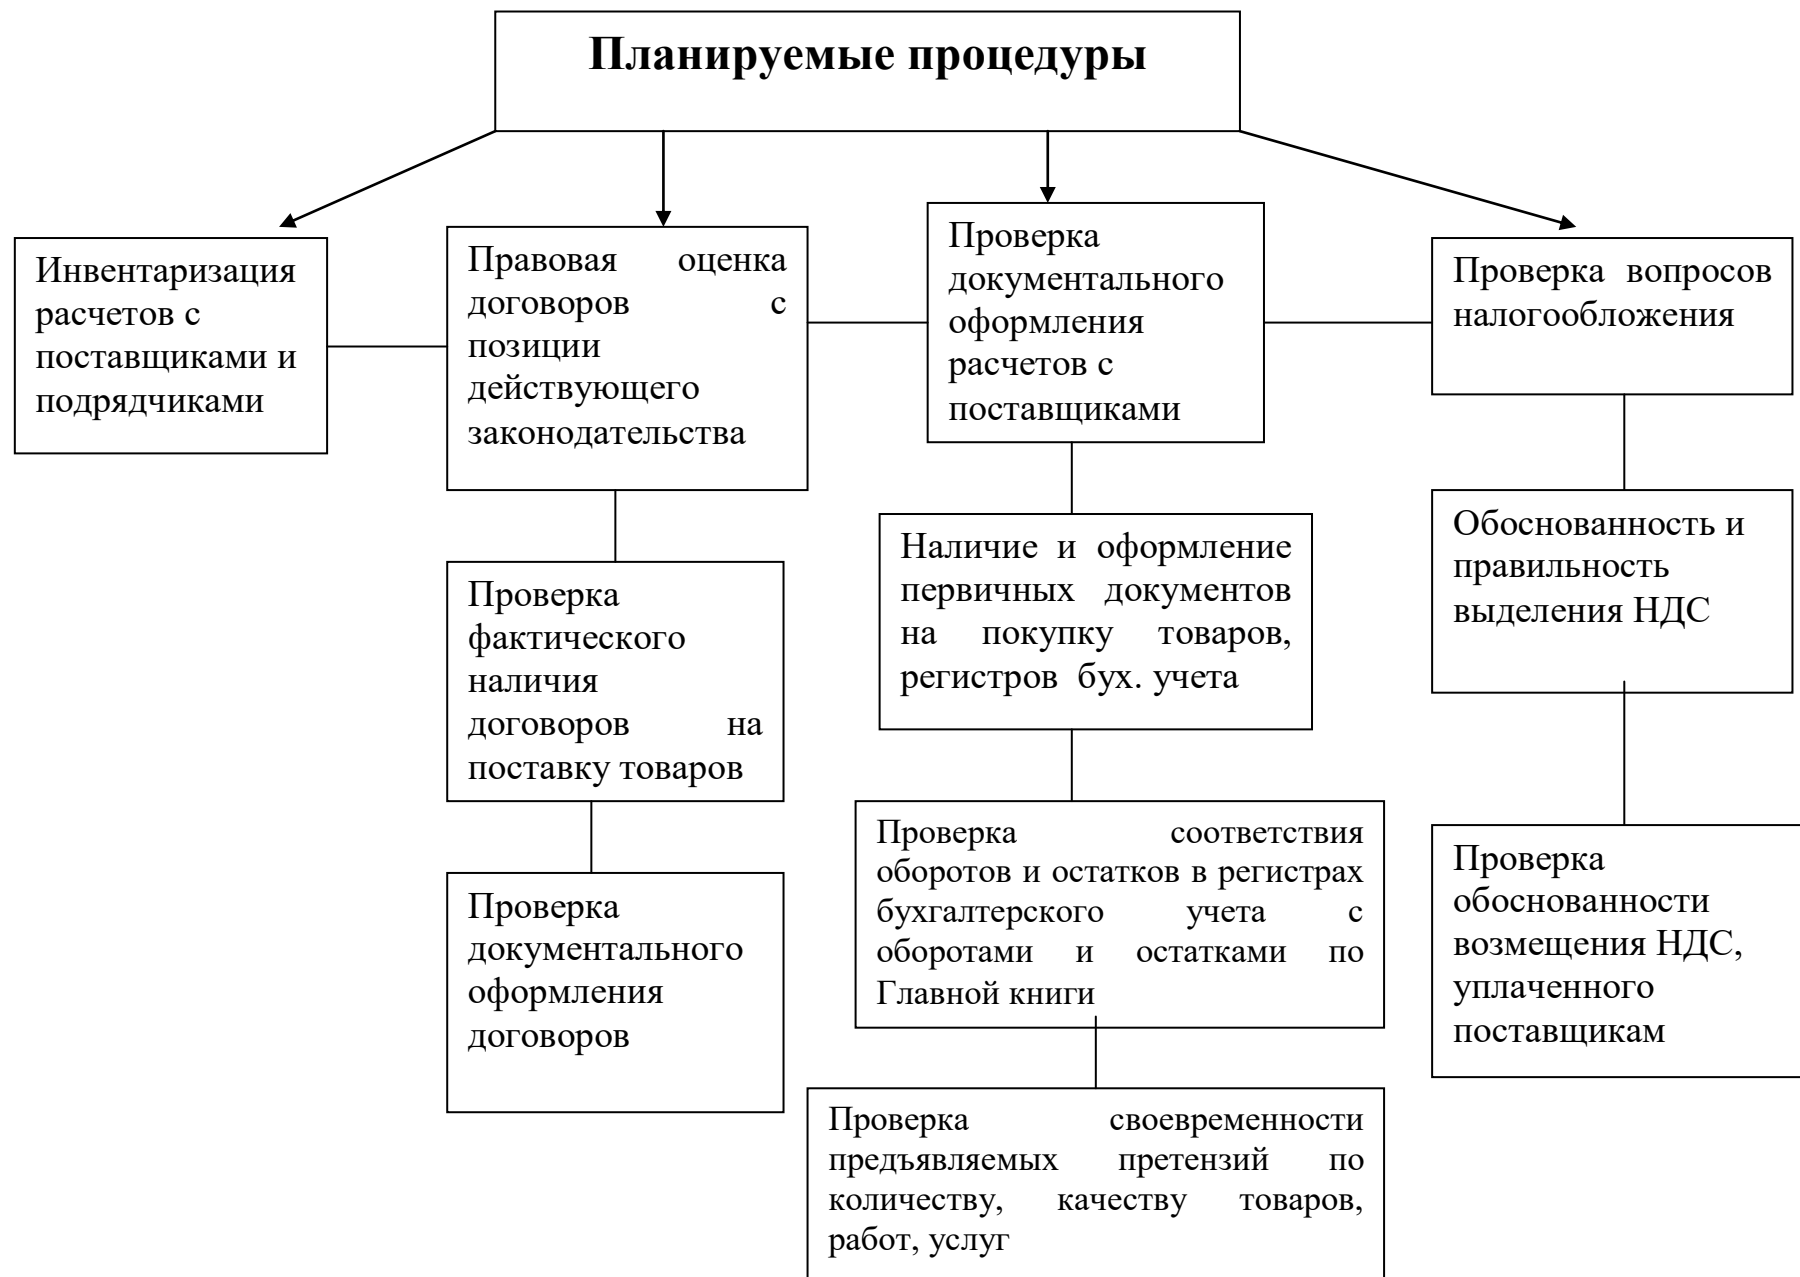 Планируемые процедуры
Инвентаризация
расчетов с
поставщиками и
подрядчиками
Правовая оценка
договоров с
позиции
действующего
законодательства
Проверка
документального
оформления
расчетов с
поставщиками
Проверка вопросов
налогообложения
Проверка
фактического
наличия
договоров на
поставку товаров
Наличие и оформление
первичных документов
на покупку товаров,
регистров бух. учета
Обоснованность и
правильность
выделения НДС
Проверка
документального
оформления
договоров
Проверка соответствия
оборотов и остатков в регистрах
бухгалтерского учета с
оборотами и остатками по
Главной книги
Проверка
обоснованности
возмещения НДС,
уплаченного
поставщикам
Проверка своевременности
предъявляемых претензий по
количеству, качеству товаров,
работ, услуг